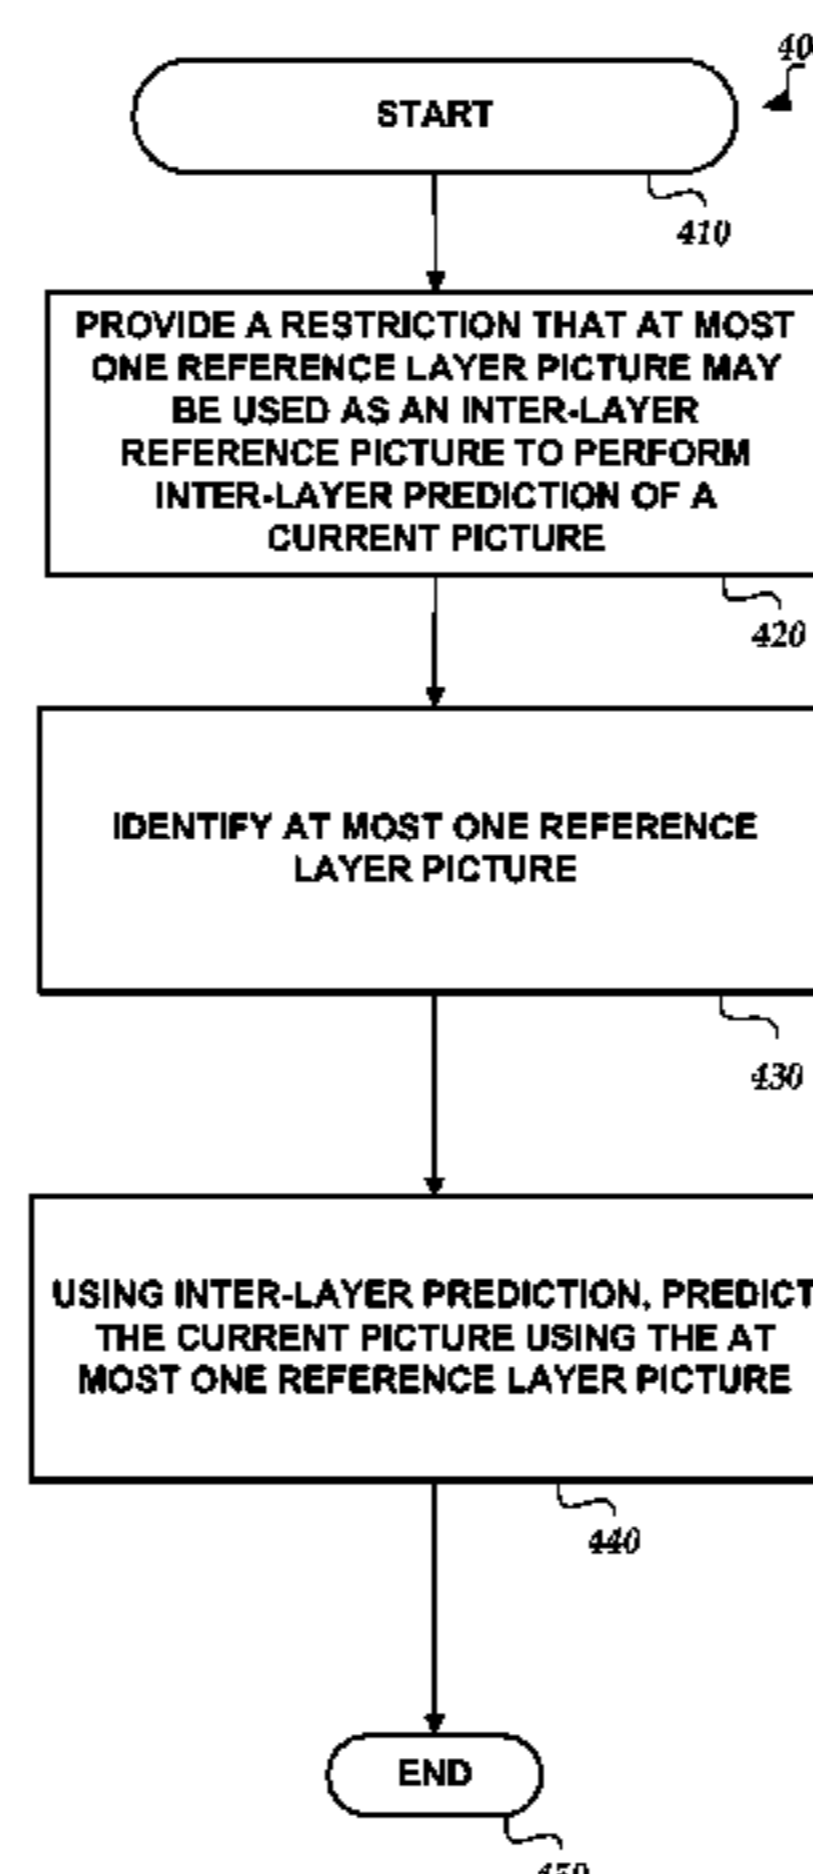 40
START
410
PROVIDE A RESTRICTION THAT AT MOST
ONE REFERENCE LAYER PICTURE MAY
BE USED AS AN INTER-LAYER
REFERENCE PICTURE TO PERFORM
INTER-LAYER PREDICTION OF A
CURRENT PICTURE
420
IDENTIFY AT MOST ONE REFERENCE
LAYER PICTURE
430
USING INTER-LAYER PREDICTION, PREDICT
THE CURRENT PICTURE USING THE AT
MOST ONE REFERENCE LAYER PICTURE
440
END